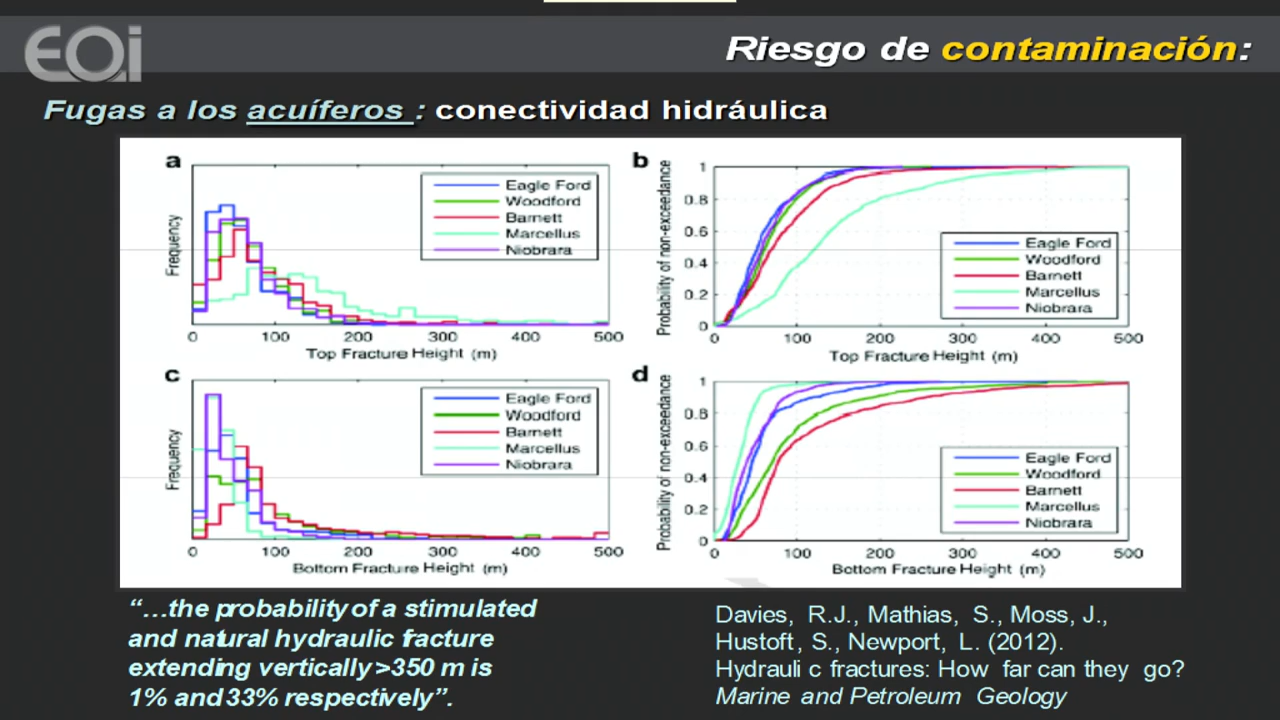 EOi
Riesgo de contaminación:
Fugas a los acuíferos : conectividad hidráulica
a
Frequency
Eagle Ford
Woodford
Barnett
Marcellus
Niobrara
0 100 200 300 400 500
Top Fracture Height (m)
b
Probability of non-exceedance
1
0.8
0.6
0.4
0.2
0
Eagle Ford
Woodford
Barnett
Marcellus
Niobrara
0 100 200 300 400 500
Top Fracture Height (m)
c
Frequency
Eagle Ford
Woodford
Barnett
Marcellus
Niobrara
0 100 200 300 400 500
Bottom Fracture Height (m)
d
Probability of non-exceedance
1
0.8
0.6
0.4
0.2
0
Eagle Ford
Woodford
Barnett
Marcellus
Niobrara
0 100 200 300 400 500
Bottom Fracture Height (m)
“…the probability of a stimulated
and natural hydraulic fracture
extending vertically >350 m is
1% and 33% respectively”.
Davies, R.J., Mathias, S., Moss, J.,
Hustoft, S., Newport, L. (2012).
Hydrauli c fractures: How far can they go?
Marine and Petroleum Geology